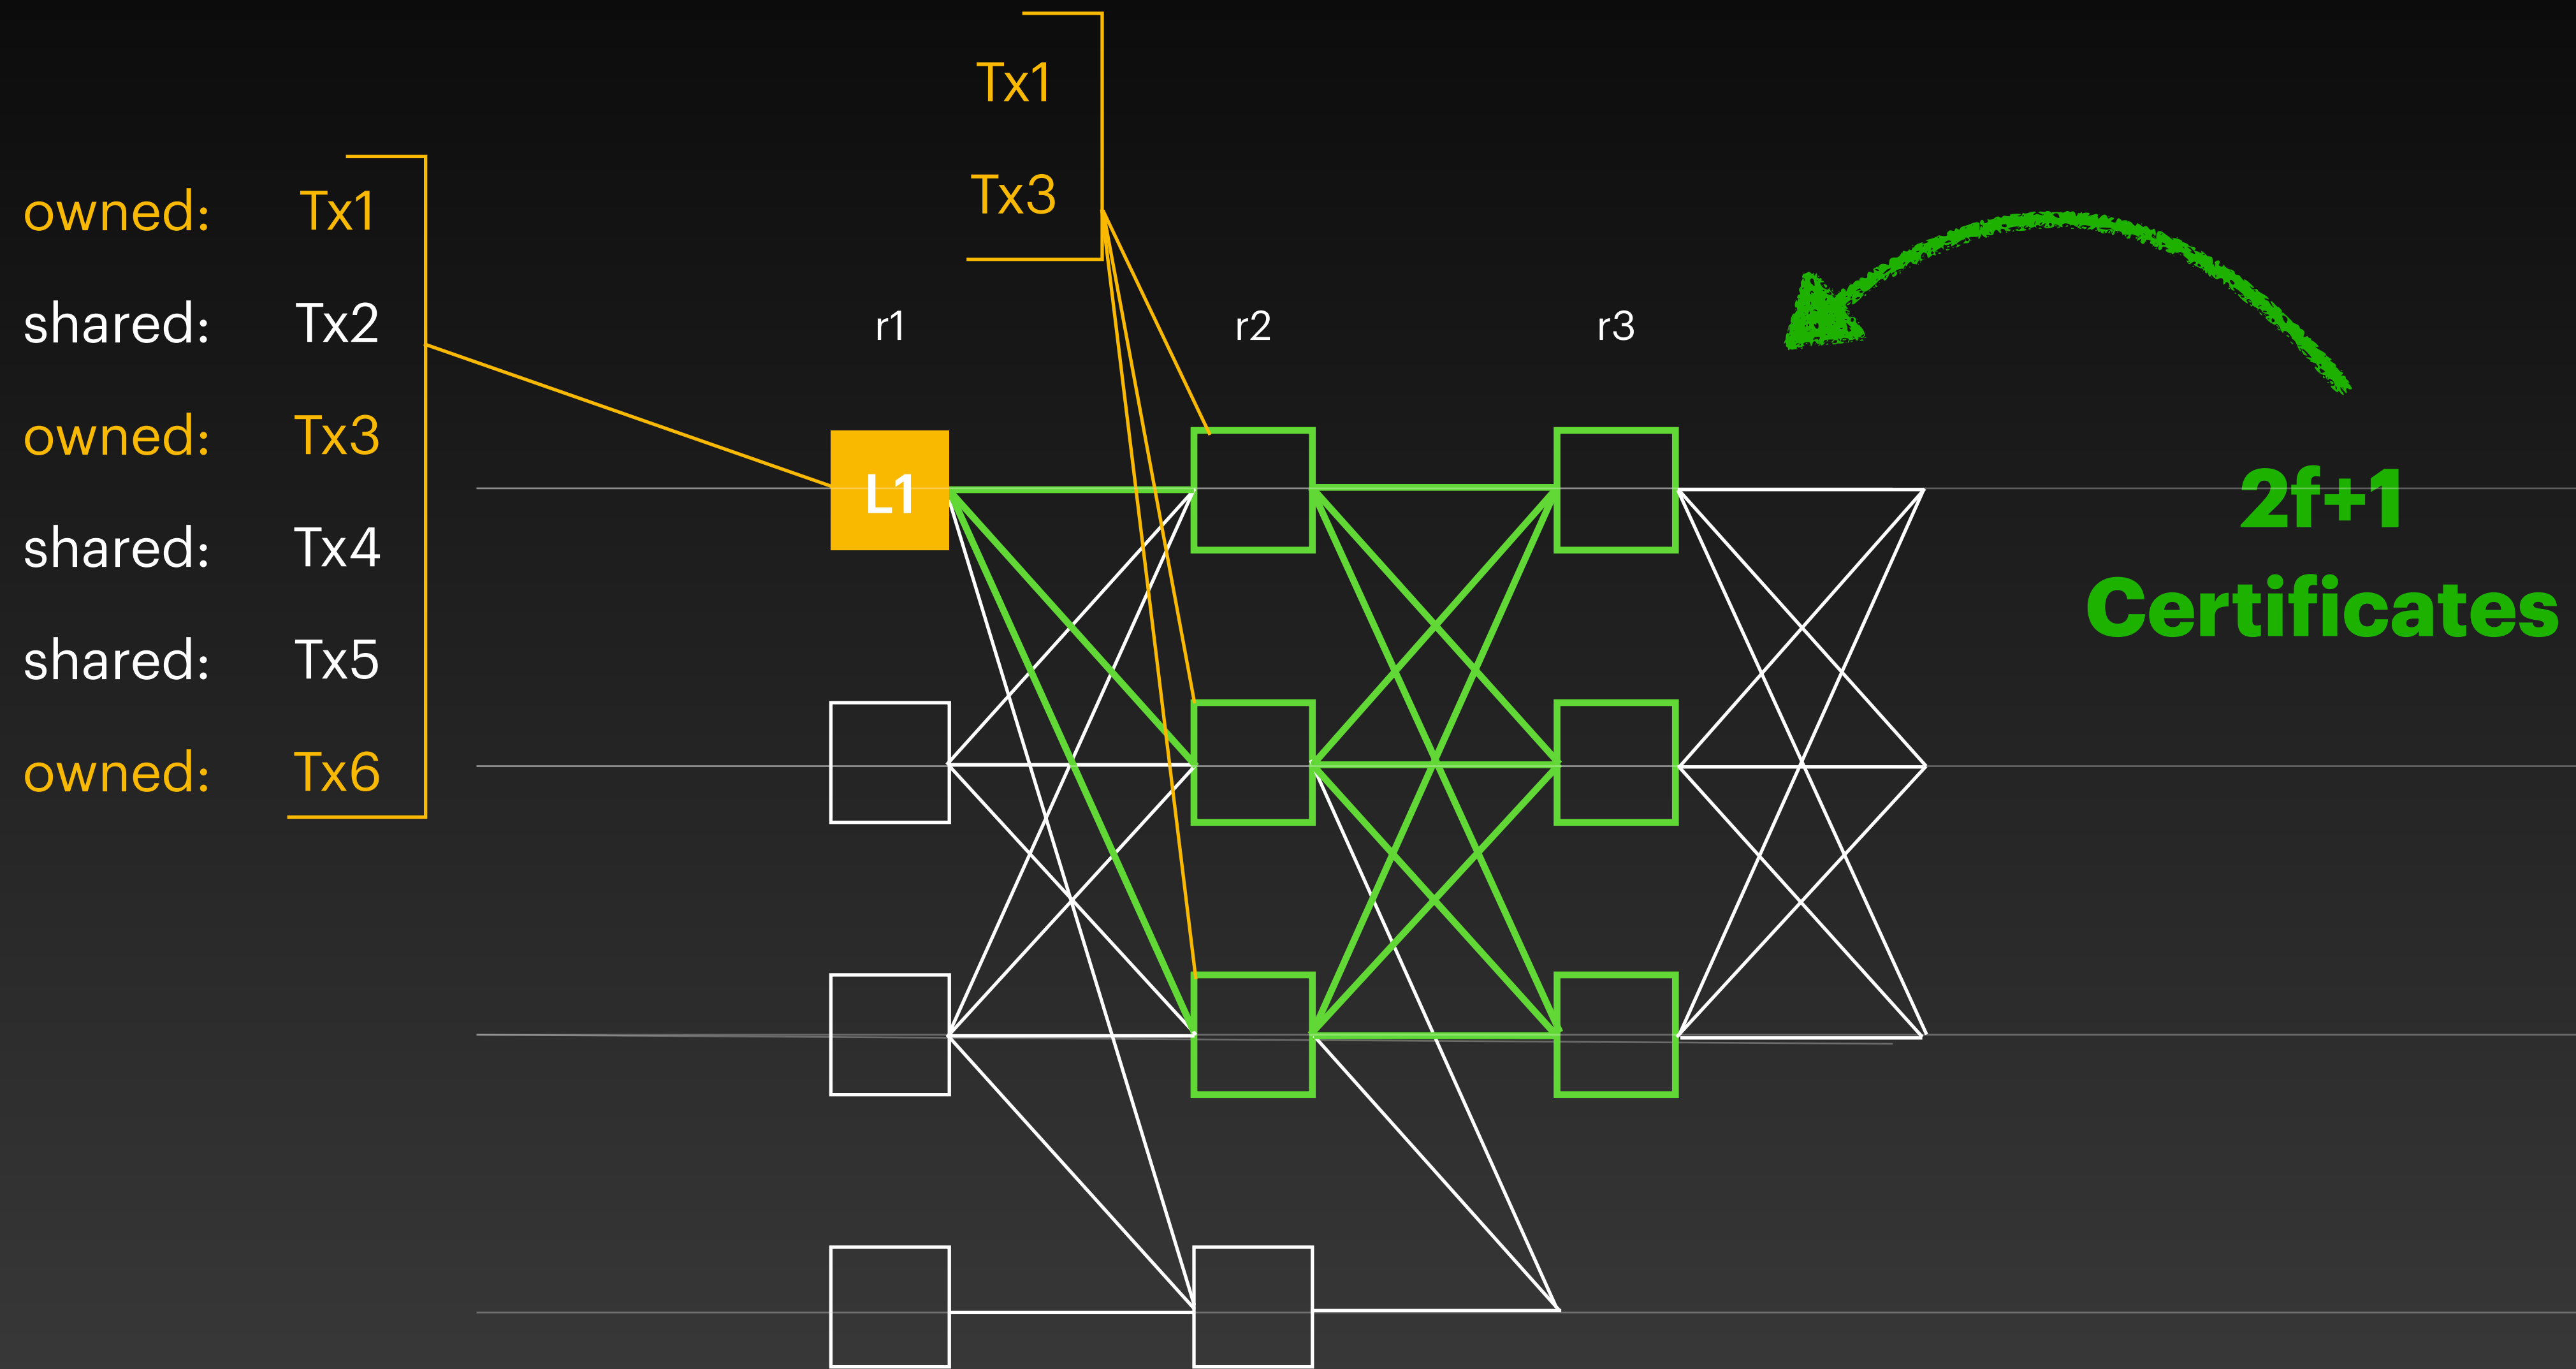 Tx1
Tx3
owned: Tx1
shared: Tx2
owned: Tx3
shared: Tx4
shared: Tx5
owned: Tx6
r1 r2 r3
L1
2f+1
Certificates